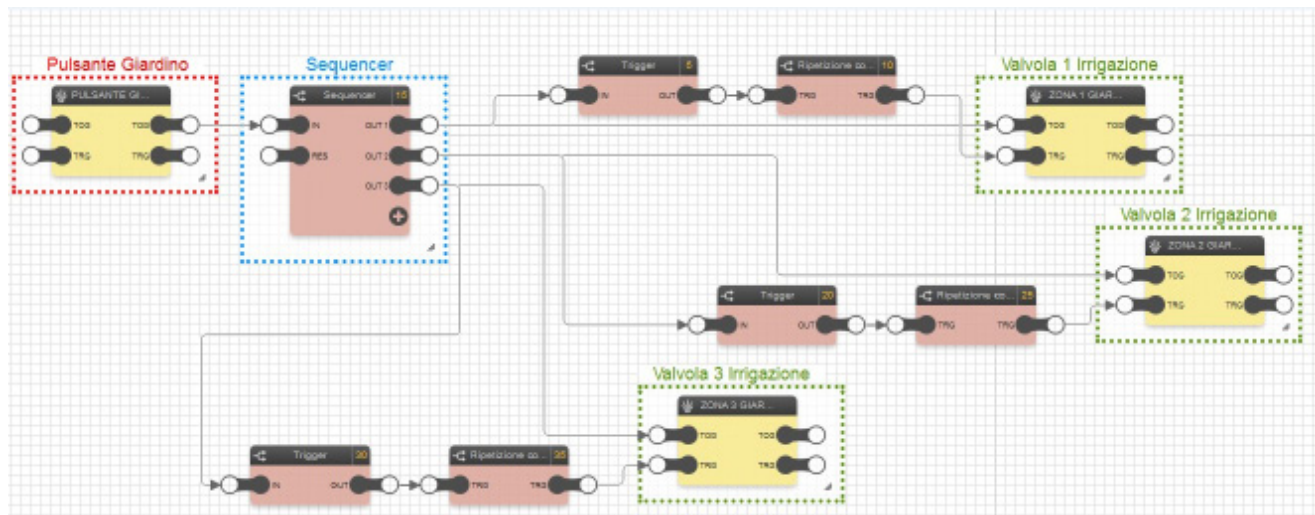 Pulsante Giardino
PULSANTE GI...
TOG TOG
TRG TRG
Sequencer
Sequencer 15
IN OUT 1
RES OUT 2
OUT 3
Trigger 5
IN OUT
Ripetizione co... 10
TRG TRG
Valvola 1 Irrigazione
ZONA 1 GIAR...
TOG TOG
TRG TRG
Valvola 2 Irrigazione
ZONA 2 GIAR...
TOG TOG
TRG TRG
Trigger 20
IN OUT
Ripetizione co... 25
TRG TRG
Valvola 3 Irrigazione
ZONA 3 GIAR...
TOG TOG
TRG TRG
Trigger 30
IN OUT
Ripetizione co... 35
TRG TRG